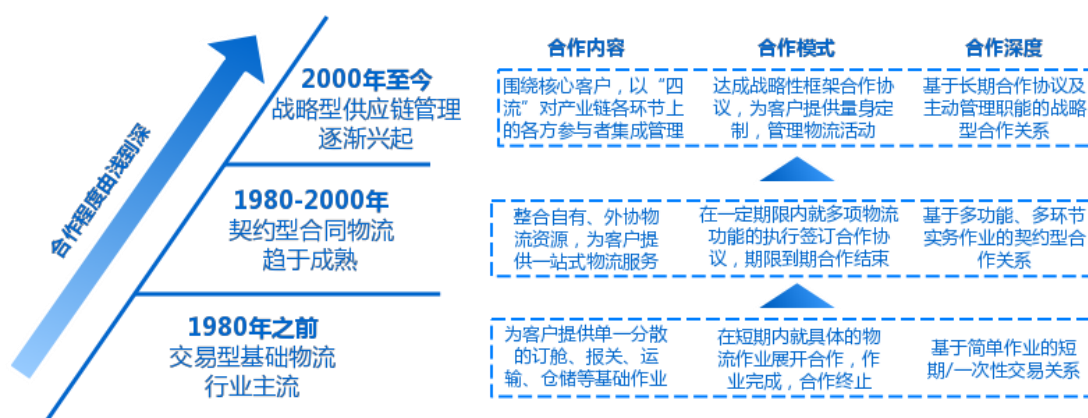 合作程度由浅到深
2000年至今
战略型供应链管理
逐渐兴起
1980-2000年
契约型合同物流
趋于成熟
1980年之前
交易型基础物流
行业主流
合作内容
合作模式
合作深度
围绕核心客户，以“四
流”对产业链各环节上
的各方参与者集成管理
达成战略性框架合作协
议，为客户提供量身定
制，管理物流活动
基于长期合作协议及
主动管理职能的战略
型合作关系
整合自有、外协物
流资源，为客户提
供一站式物流服务
在一定期限内就多项物流
功能的执行签订合作协
议，期限到期合作结束
基于多功能、多环节
实务作业的契约型合
作关系
为客户提供单一分散
的订舱、报关、运
输、仓储等基础作业
在短期内就具体的物
流作业展开合作，作
业完成，合作终止
基于简单作业的短
期/一次性交易关系